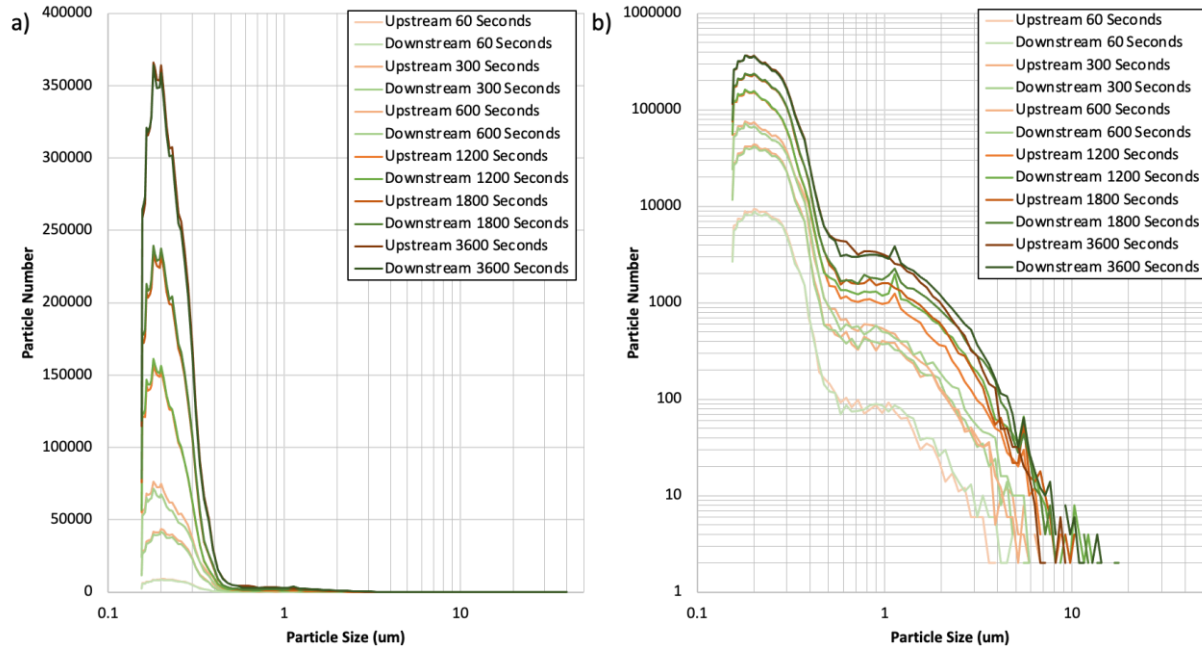 a)
400000
350000
300000
250000
200000
150000
100000
50000
0
Particle Number
0.1
1
10
Particle Size (um)
Upstream 60 Seconds
Downstream 60 Seconds
Upstream 300 Seconds
Downstream 300 Seconds
Upstream 600 Seconds
Downstream 600 Seconds
Upstream 1200 Seconds
Downstream 1200 Seconds
Upstream 1800 Seconds
Downstream 1800 Seconds
Upstream 3600 Seconds
Downstream 3600 Seconds
b)
1000000
100000
10000
1000
100
10
1
Particle Number
0.1
1
10
Particle Size (um)
Upstream 60 Seconds
Downstream 60 Seconds
Upstream 300 Seconds
Downstream 300 Seconds
Upstream 600 Seconds
Downstream 600 Seconds
Upstream 1200 Seconds
Downstream 1200 Seconds
Upstream 1800 Seconds
Downstream 1800 Seconds
Upstream 3600 Seconds
Downstream 3600 Seconds